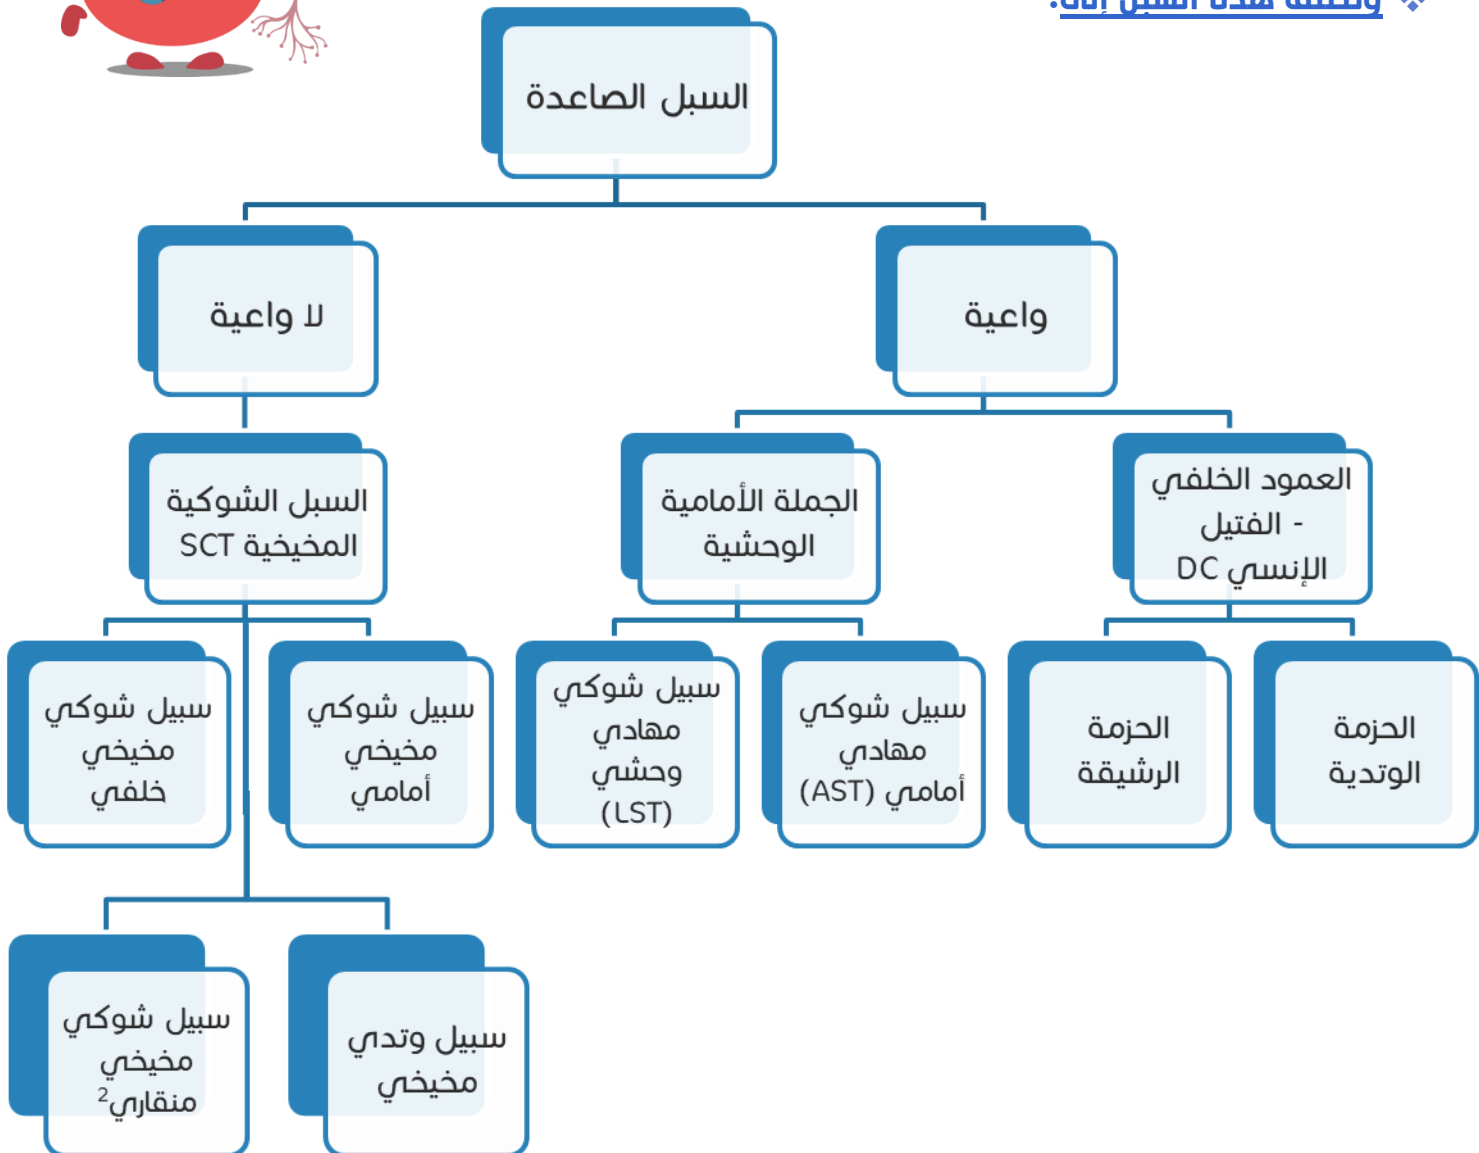 السبل الصاعدة
واعية
لا واعية
العمود الخلفي
- الفتيل
الإنسي DC
الجملة الأمامية
الوحشية
السبل الشوكية
المخيخية SCT
الحزمة
الوتدية
الحزمة
الرشيقة
سبيل شوكي
مهادي
أمامي (AST)
سبيل شوكي
مهادي
وحشي
(LST)
سبيل شوكي
مخيخي
أمامي
سبيل شوكي
مخيخي
خلفي
سبيل وتدي
مخيخي
سبيل شوكي
مخيخي
منقاري²